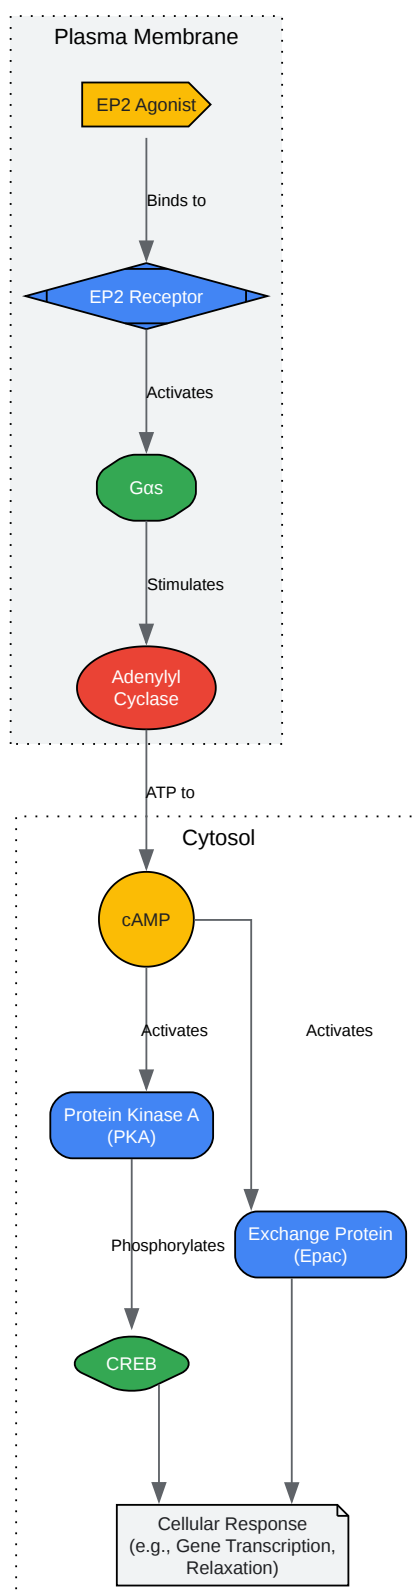 Plasma Membrane
EP2 Agonist
Binds to
EP2 Receptor
Activates
Gαs
Stimulates
Adenylyl
Cyclase
ATP to
Cytosol
cAMP
Activates
Activates
Protein Kinase A
(PKA)
Phosphorylates
Exchange Protein
(Epac)
CREB
Cellular Response
(e.g., Gene Transcription,
Relaxation)